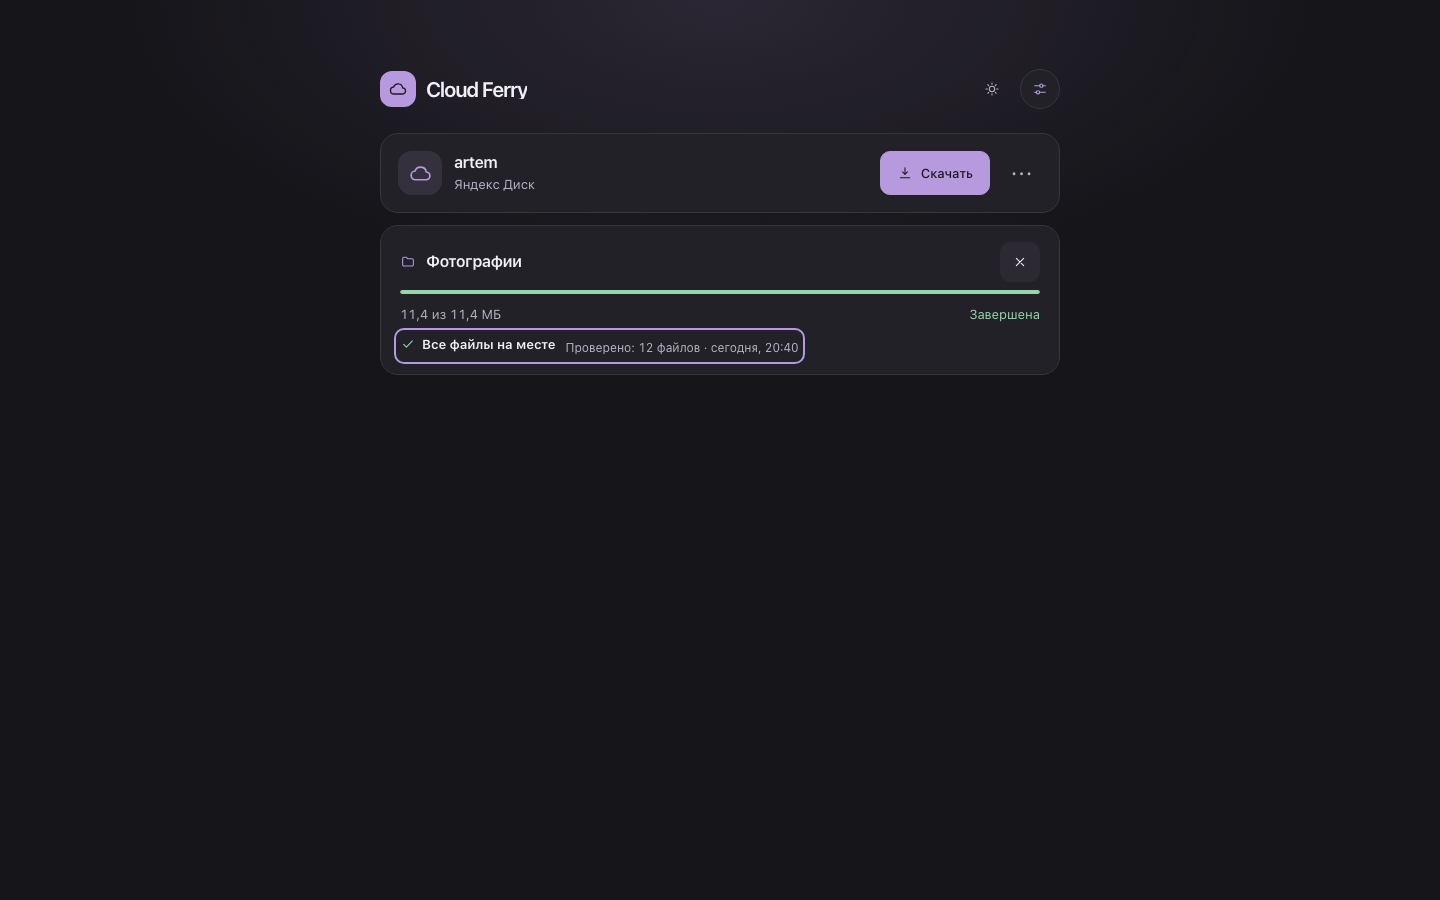 Cloud Ferry
artem
Яндекс Диск
Скачать
Фотографии
11,4 из 11,4 МБ
Завершена
Все файлы на месте Проверено: 12 файлов · сегодня, 20:40